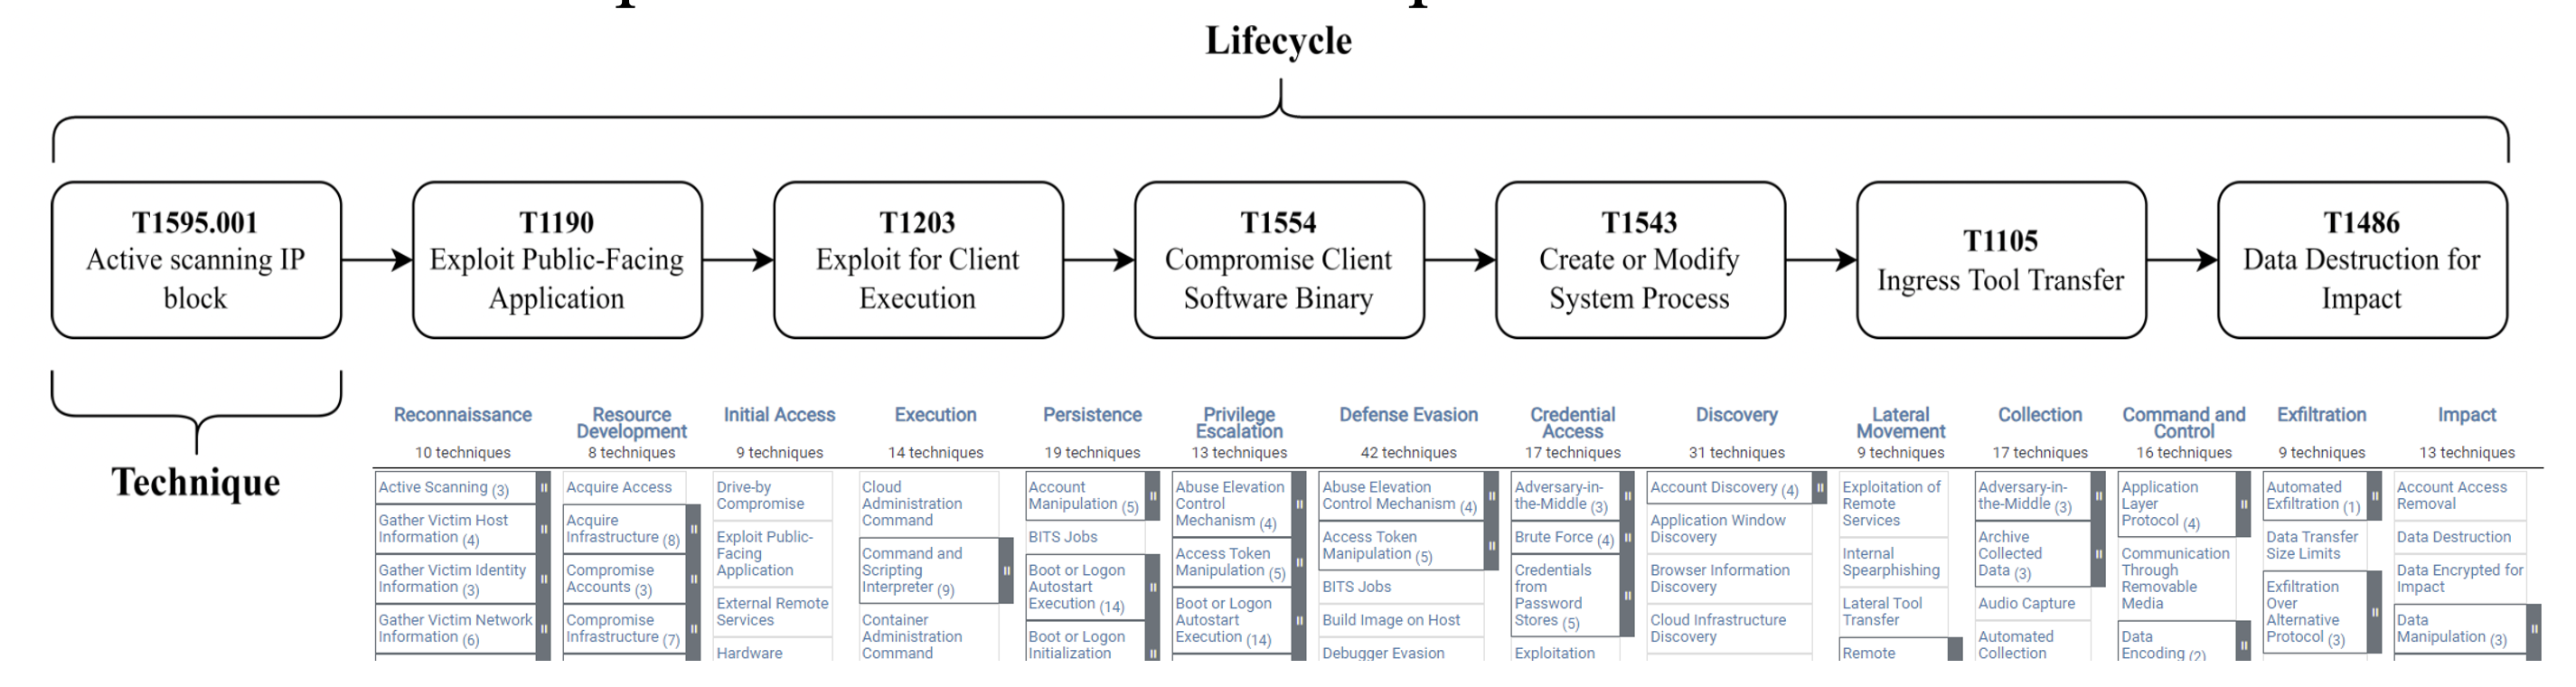 Lifecycle
T1595.001
Active scanning IP
block
T1190
Exploit Public-Facing
Application
T1203
Exploit for Client
Execution
T1554
Compromise Client
Software Binary
T1543
Create or Modify
System Process
T1105
Ingress Tool Transfer
T1486
Data Destruction for
Impact
Technique
Reconnaissance
10 techniques
Active Scanning (3)
Gather Victim Host
Information (4)
Gather Victim Identity
Information (3)
Gather Victim Network
Information (6)
Resource
Development
8 techniques
Acquire Access
Acquire
Infrastructure (8)
Compromise
Accounts (3)
Compromise
Infrastructure (7)
Initial Access
9 techniques
Drive-by
Compromise
Exploit Public-
Facing
Application
External Remote
Services
Hardware
Execution
14 techniques
Cloud
Administration
Command
Command and
Scripting
Interpreter (9)
Container
Administration
Command
Persistence
19 techniques
Account
Manipulation (5)
BITS Jobs
Boot or Logon
Autostart
Execution (14)
Boot or Logon
Initialization
Privilege
Escalation
13 techniques
Abuse Elevation
Control
Mechanism (4)
Access Token
Manipulation (5)
Boot or Logon
Autostart
Execution (14)
Defense Evasion
42 techniques
Abuse Elevation
Control Mechanism (4)
Access Token
Manipulation (5)
BITS Jobs
Build Image on Host
Debugger Evasion
Credential
Access
17 techniques
Adversary-in-
the-Middle (3)
Brute Force (4)
Credentials
from
Password
Stores (5)
Exploitation
Discovery
31 techniques
Account Discovery (4)
Application Window
Discovery
Browser Information
Discovery
Cloud Infrastructure
Discovery
Lateral
Movement
9 techniques
Exploitation of
Remote
Services
Internal
Spearphishing
Lateral Tool
Transfer
Remote
Collection
17 techniques
Adversary-in-
the-Middle (3)
Archive
Collected
Data (3)
Audio Capture
Automated
Collection
Command and
Control
16 techniques
Application
Layer
Protocol (4)
Communication
Through
Removable
Media
Data
Encoding (2)
Exfiltration
9 techniques
Automated
Exfiltration (1)
Data Transfer
Size Limits
Exfiltration
Over
Alternative
Protocol (3)
Impact
13 techniques
Account Access
Removal
Data Destruction
Data Encrypted for
Impact
Data
Manipulation (3)